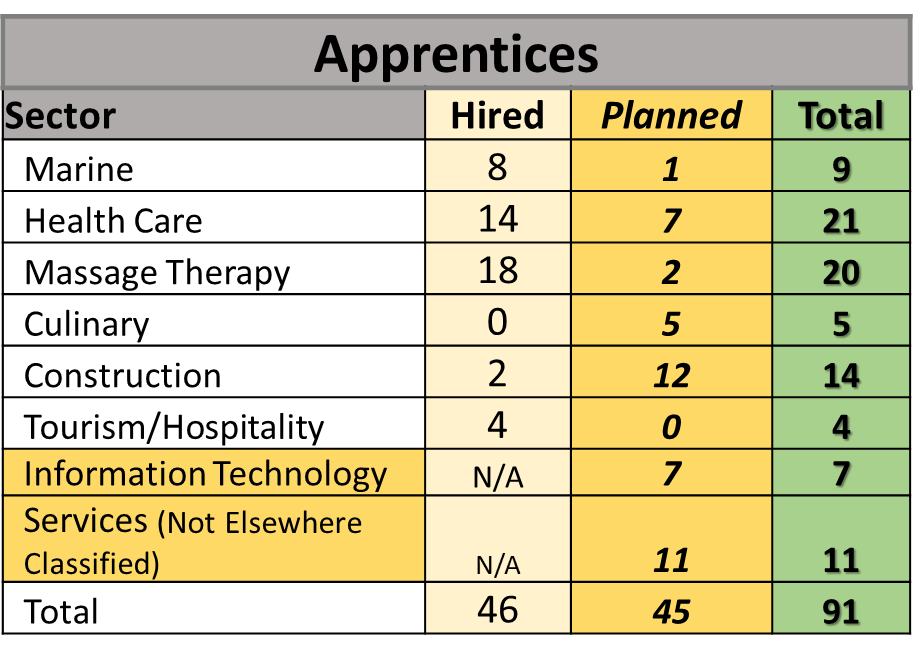 Apprentices
Sector Hired Planned Total
Marine 8 1 9
Health Care 14 7 21
Massage Therapy 18 2 20
Culinary 0 5 5
Construction 2 12 14
Tourism/Hospitality 4 0 4
Information Technology N/A 7 7
Services (Not Elsewhere
Classified) N/A 11 11
Total 46 45 91